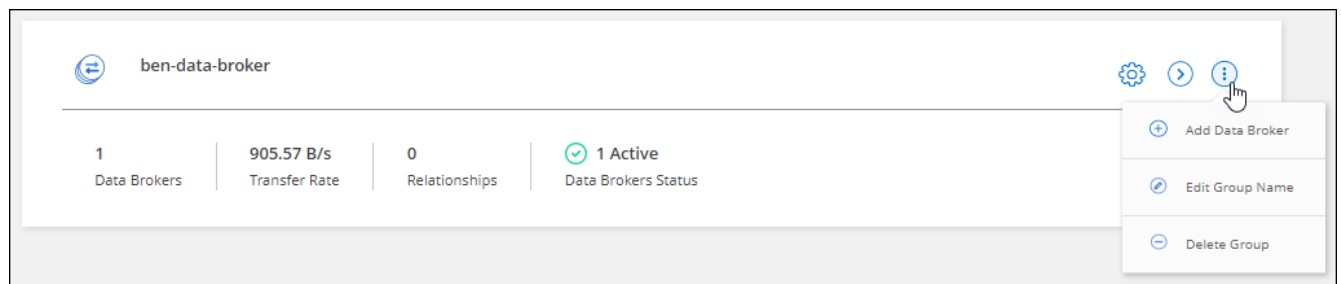 ben-data-broker
1 905.57 B/s 0 1 Active
Data Brokers Transfer Rate Relationships Data Brokers Status
Add Data Broker
Edit Group Name
Delete Group